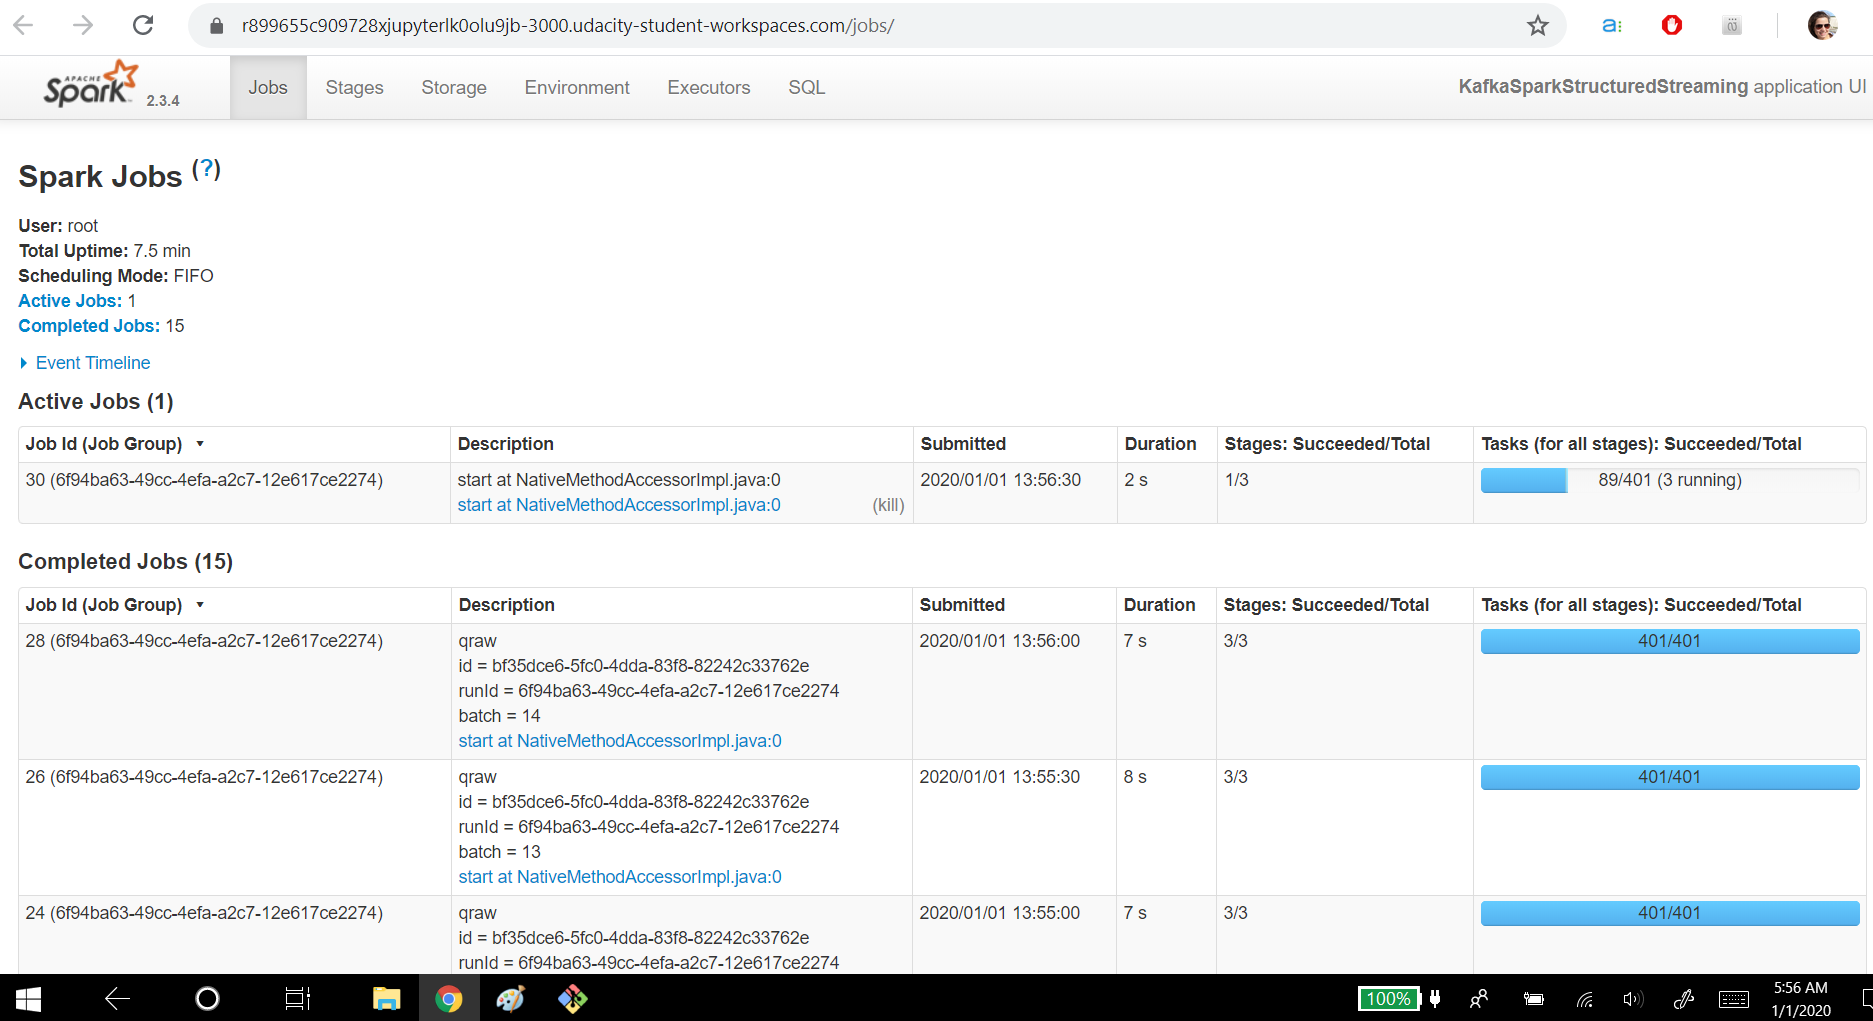 r899655c909728xjupyterlk0olu9jb-3000.udacity-student-workspaces.com/jobs/
a:
APACHE
Spark 2.3.4
Jobs Stages Storage Environment Executors SQL
KafkaSparkStructuredStreaming application UI
Spark Jobs (?)
User: root
Total Uptime: 7.5 min
Scheduling Mode: FIFO
Active Jobs: 1
Completed Jobs: 15
Event Timeline
Active Jobs (1)
Job Id (Job Group) Description Submitted Duration Stages: Succeeded/Total Tasks (for all stages): Succeeded/Total
30 (6f94ba63-49cc-4efa-a2c7-12e617ce2274) start at NativeMethodAccessorImpl.java:0 2020/01/01 13:56:30 2 s 1/3 89/401 (3 running)
start at NativeMethodAccessorImpl.java:0 (kill)
Completed Jobs (15)
Job Id (Job Group) Description Submitted Duration Stages: Succeeded/Total Tasks (for all stages): Succeeded/Total
28 (6f94ba63-49cc-4efa-a2c7-12e617ce2274) qraw 2020/01/01 13:56:00 7 s 3/3 401/401
id = bf35dce6-5fc0-4dda-83f8-82242c33762e
runId = 6f94ba63-49cc-4efa-a2c7-12e617ce2274
batch = 14
start at NativeMethodAccessorImpl.java:0
26 (6f94ba63-49cc-4efa-a2c7-12e617ce2274) qraw 2020/01/01 13:55:30 8 s 3/3 401/401
id = bf35dce6-5fc0-4dda-83f8-82242c33762e
runId = 6f94ba63-49cc-4efa-a2c7-12e617ce2274
batch = 13
start at NativeMethodAccessorImpl.java:0
24 (6f94ba63-49cc-4efa-a2c7-12e617ce2274) qraw 2020/01/01 13:55:00 7 s 3/3 401/401
id = bf35dce6-5fc0-4dda-83f8-82242c33762e
runId = 6f94ba63-49cc-4efa-a2c7-12e617ce2274
100%
5:56 AM
1/1/2020